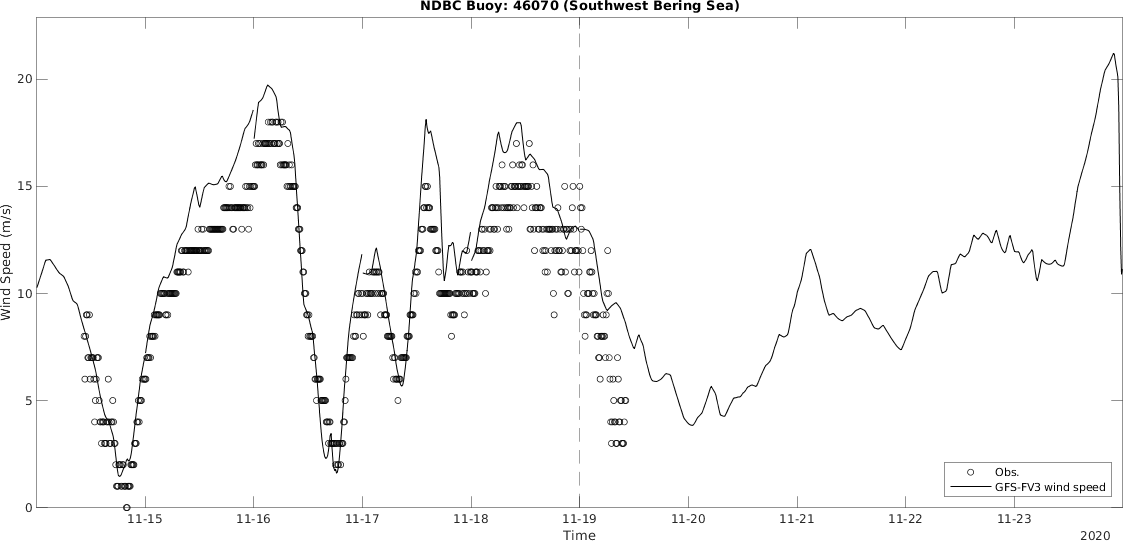 NDBC Buoy: 46070 (Southwest Bering Sea)
Wind Speed (m/s)
20
15
10
5
0
11-15 11-16 11-17 11-18 11-19 11-20 11-21 11-22 11-23
Time
2020
Obs.
GFS-FV3 wind speed